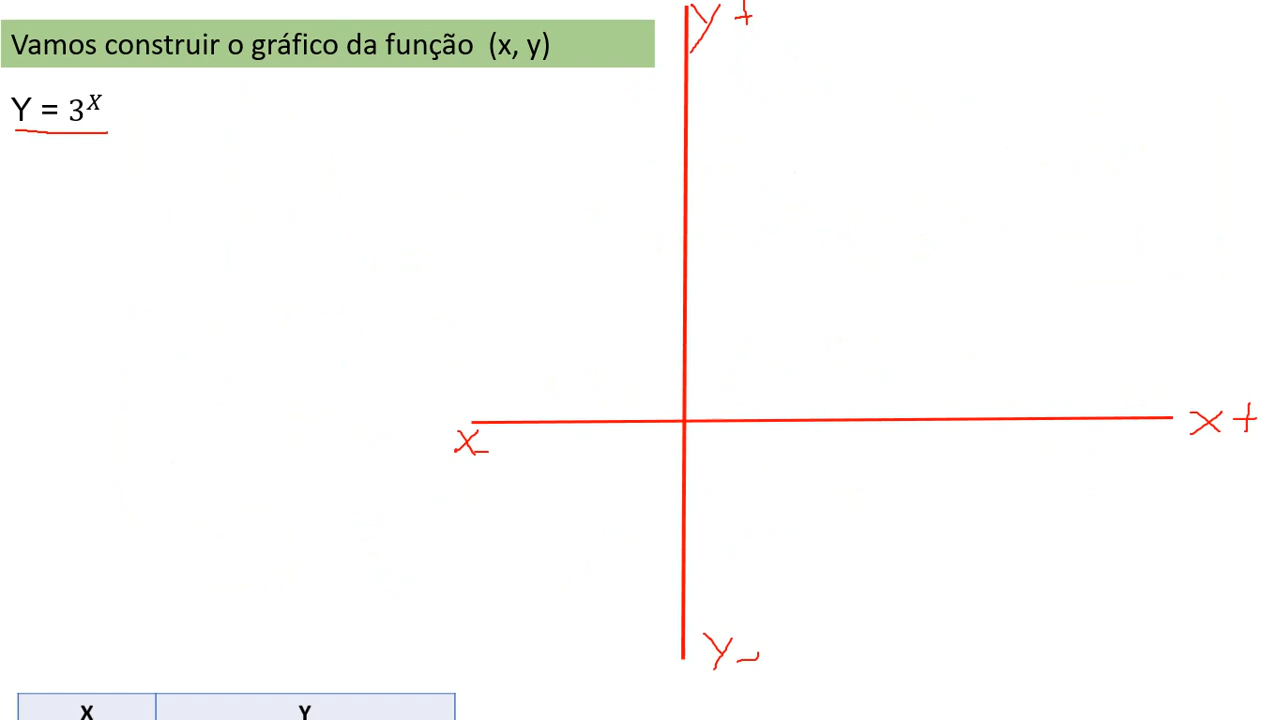 Vamos construir o gráfico da função (x, y)
Y = 3^X
y +
x -
x +
y -
X Y